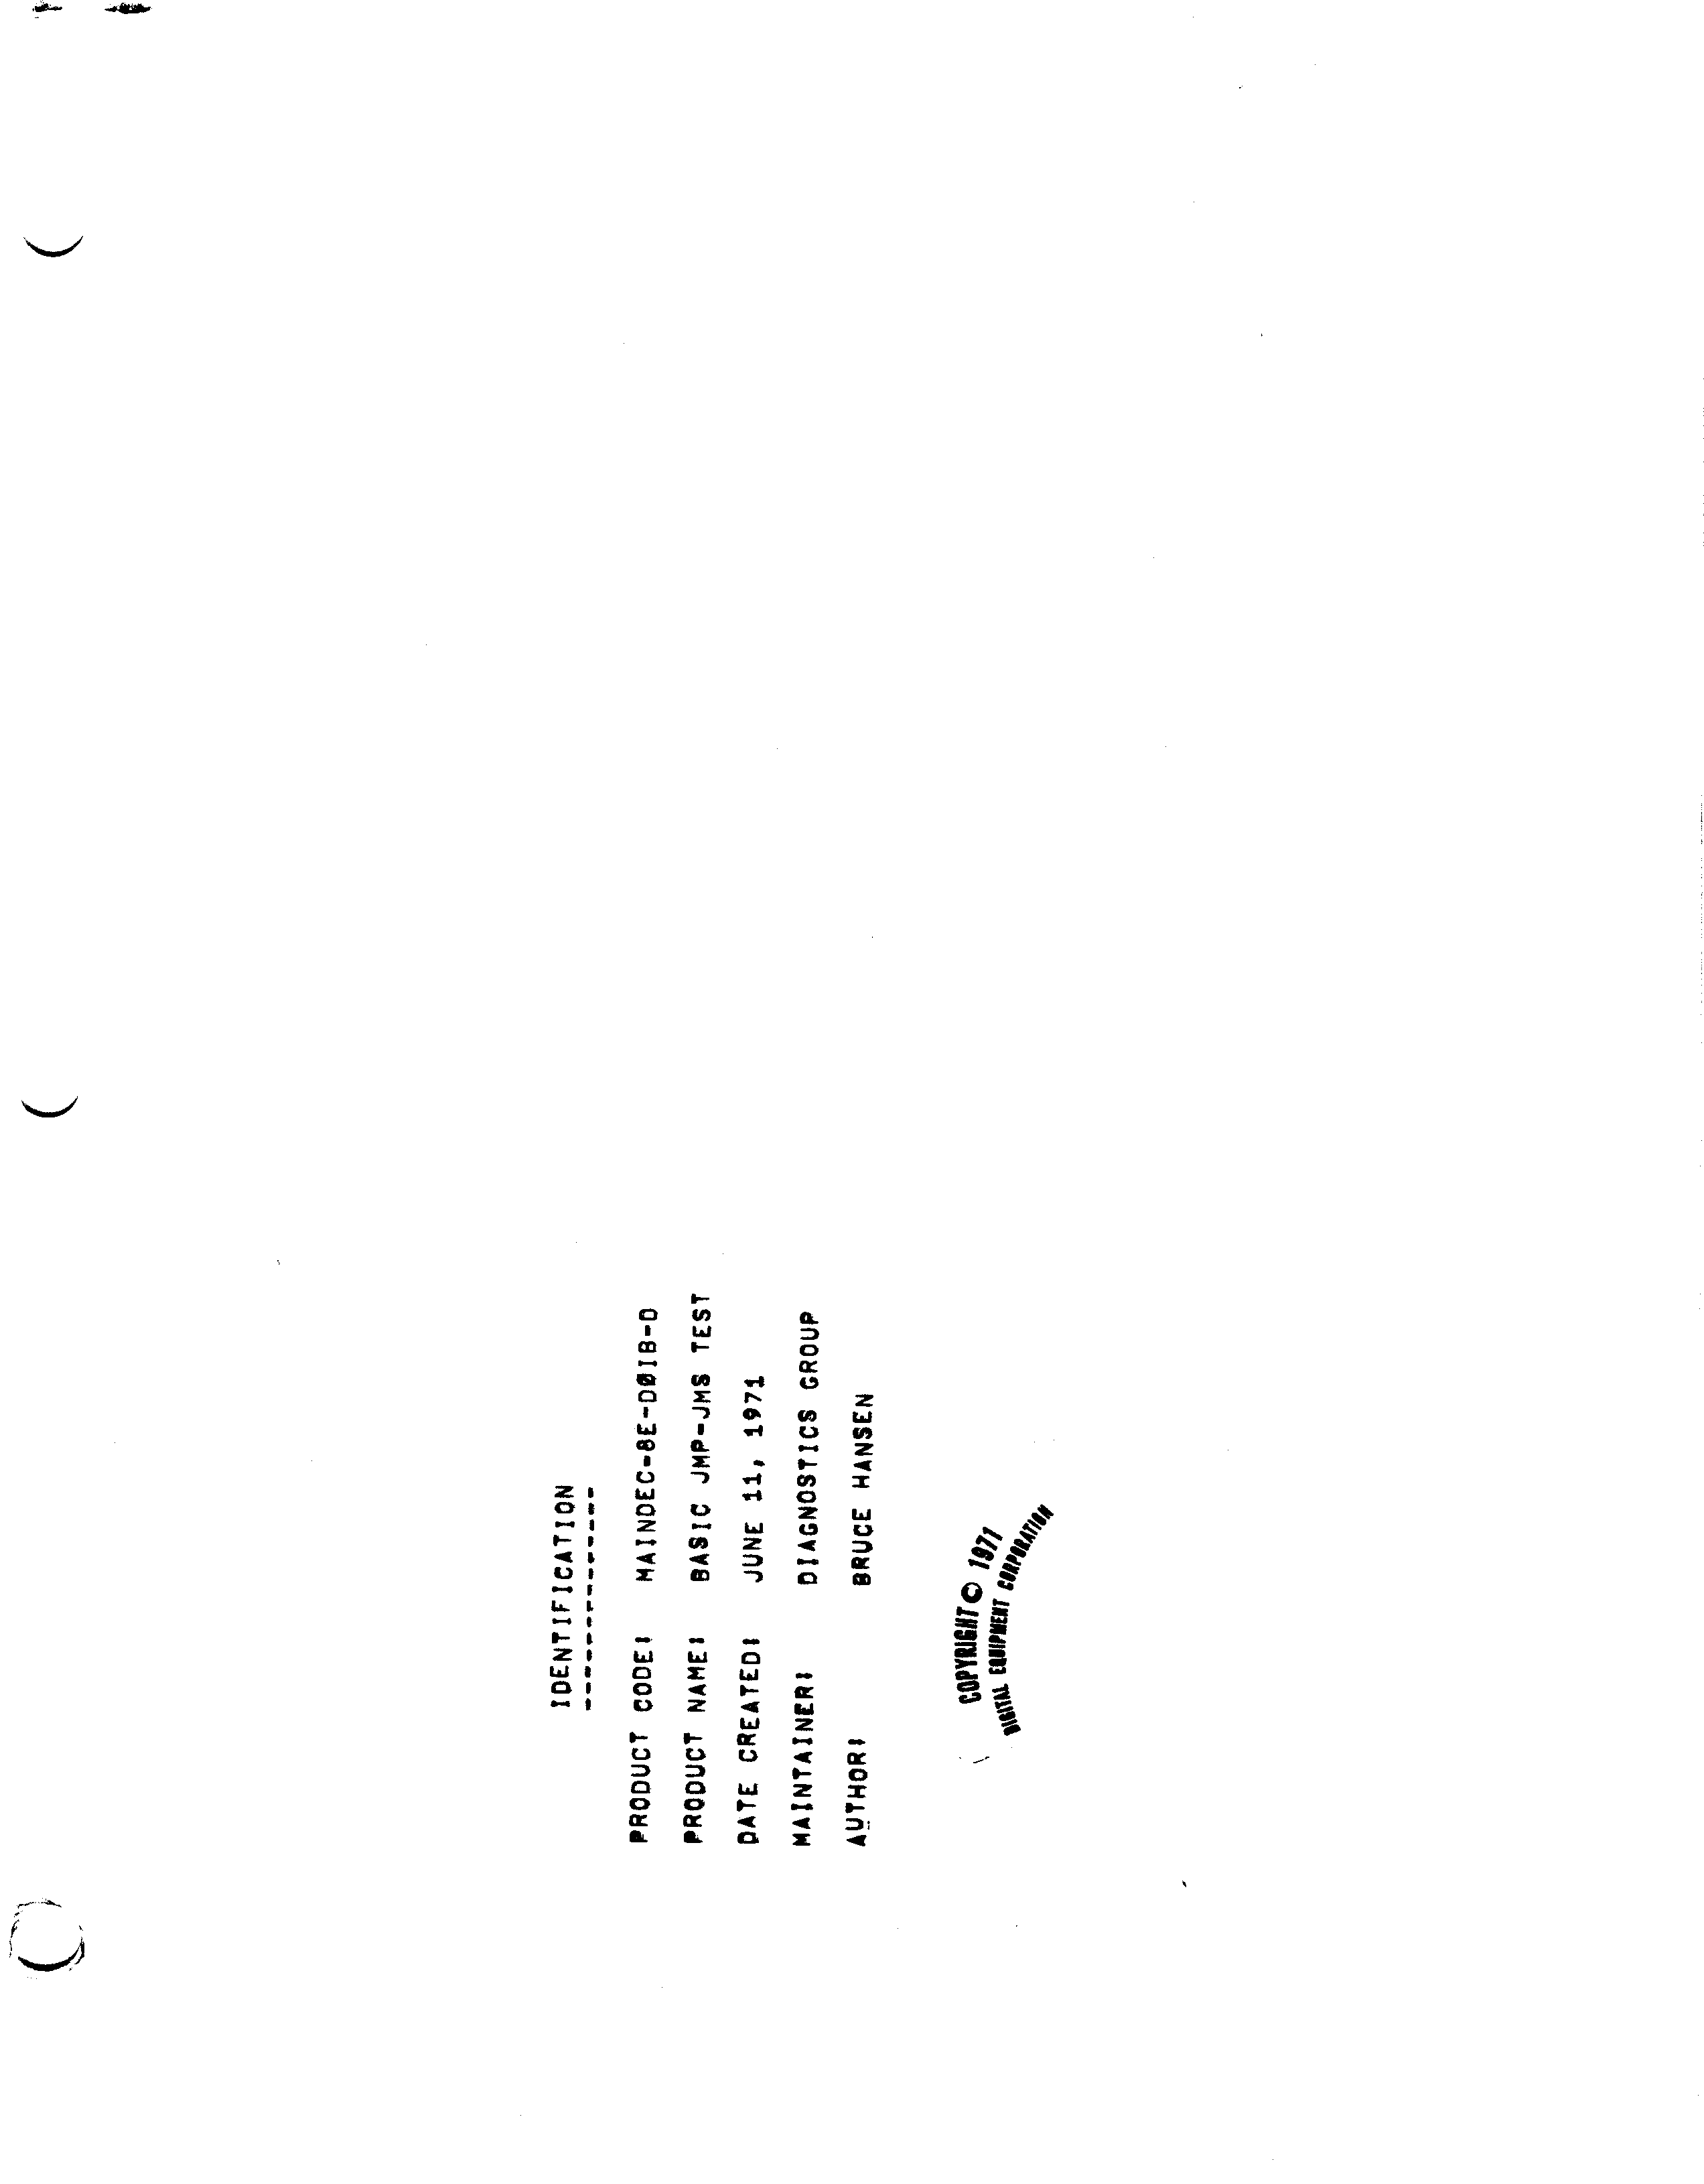 IDENTIFICATION
--------------
PRODUCT CODE: MAINDEC-8E-DØIB-D
PRODUCT NAME: BASIC JMP-JMS TEST
DATE CREATED: JUNE 11, 1971
MAINTAINER: DIAGNOSTICS GROUP
AUTHOR: BRUCE HANSEN
COPYRIGHT © 1971
DIGITAL EQUIPMENT CORPORATION